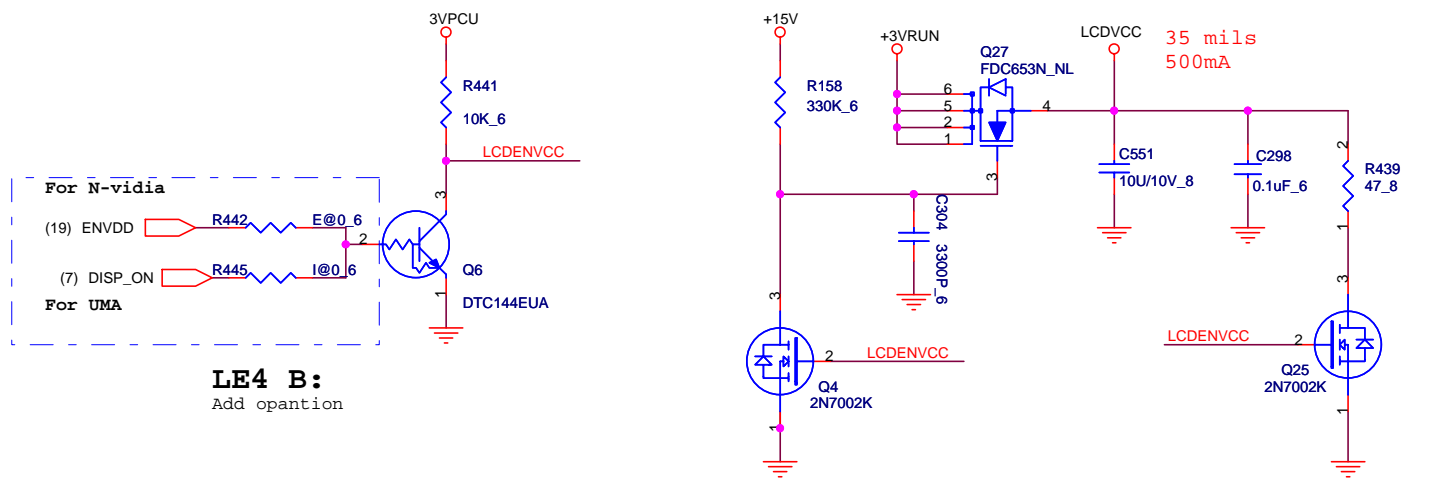 3VPCU
R441
10K_6
LCDENVCC
For N-vidia
(19) ENVDD
R442
E@0_6
(7) DISP_ON
R445
I@0_6
For UMA
2
3
1
Q6
DTC144EUA
LE4 B:
Add opantion
+15V
R158
330K_6
+3VRUN
Q27
FDC653N_NL
6
5
2
1
4
3
LCDVCC
35 mils
500mA
C304 3300P_6
C551
10U/10V_8
C298
0.1uF_6
2
R439
47_8
1
3
2
LCDENVCC
Q4
2N7002K
1
3
LCDENVCC
2
Q25
2N7002K
1